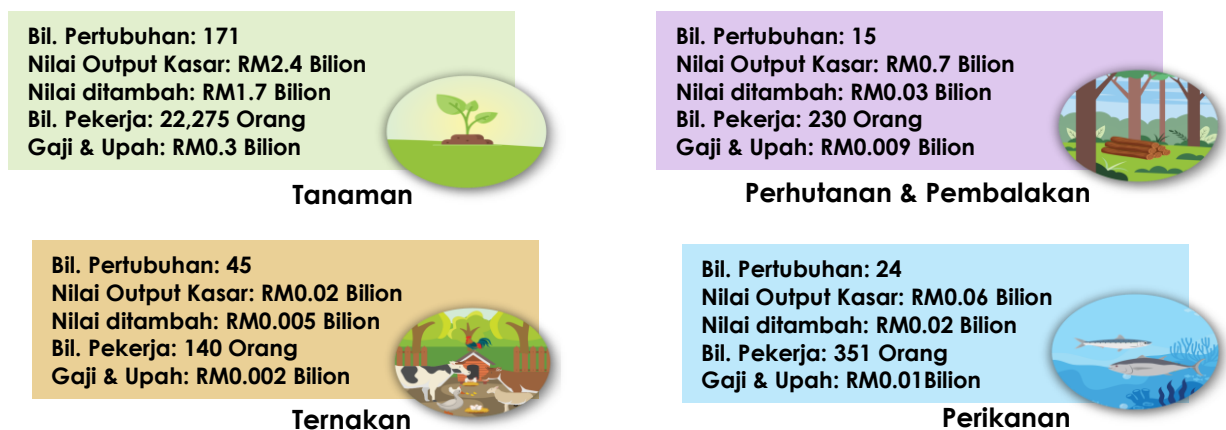 Bil. Pertubuhan: 171
Nilai Output Kasar: RM2.4 Bilion
Nilai ditambah: RM1.7 Bilion
Bil. Pekerja: 22,275 Orang
Gaji & Upah: RM0.3 Bilion
Tanaman
Bil. Pertubuhan: 15
Nilai Output Kasar: RM0.7 Bilion
Nilai ditambah: RM0.03 Bilion
Bil. Pekerja: 230 Orang
Gaji & Upah: RM0.009 Bilion
Perhutanan & Pembalakan
Bil. Pertubuhan: 45
Nilai Output Kasar: RM0.02 Bilion
Nilai ditambah: RM0.005 Bilion
Bil. Pekerja: 140 Orang
Gaji & Upah: RM0.002 Bilion
Ternakan
Bil. Pertubuhan: 24
Nilai Output Kasar: RM0.06 Bilion
Nilai ditambah: RM0.02 Bilion
Bil. Pekerja: 351 Orang
Gaji & Upah: RM0.01Bilion
Perikanan